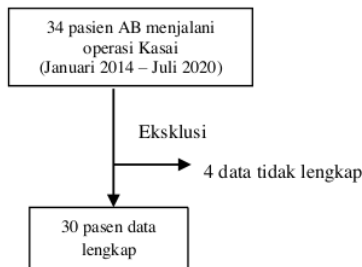 34 pasien AB menjalani
operasi Kasai
(Januari 2014 – Juli 2020)
Eksklusi
4 data tidak lengkap
30 pasen data
lengkap